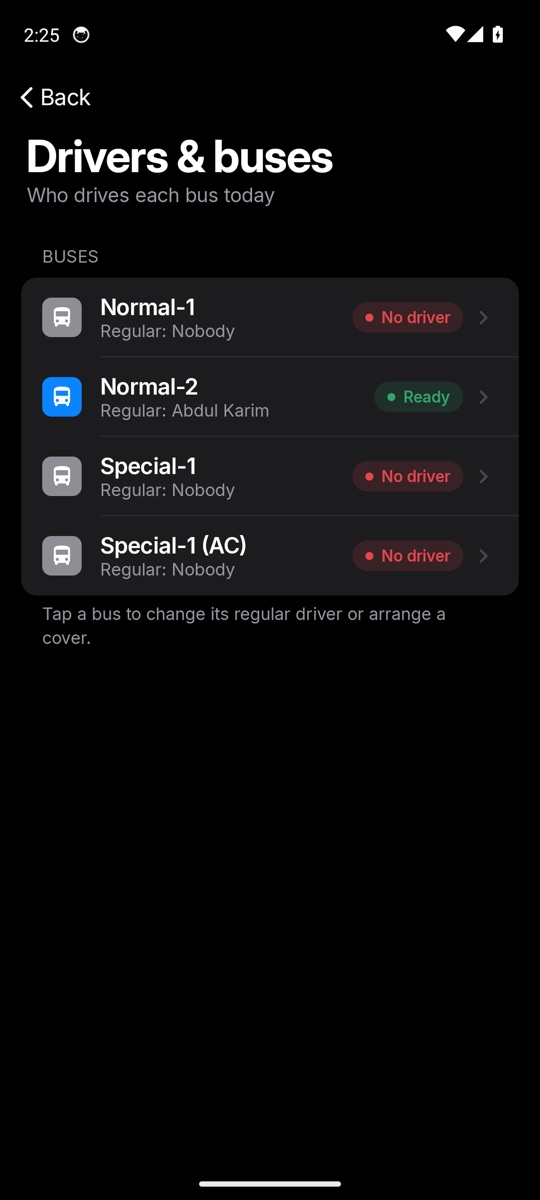 2:25
Back
Drivers & buses
Who drives each bus today
BUSES
Normal-1
Regular: Nobody
No driver
Normal-2
Regular: Abdul Karim
Ready
Special-1
Regular: Nobody
No driver
Special-1 (AC)
Regular: Nobody
No driver
Tap a bus to change its regular driver or arrange a
cover.